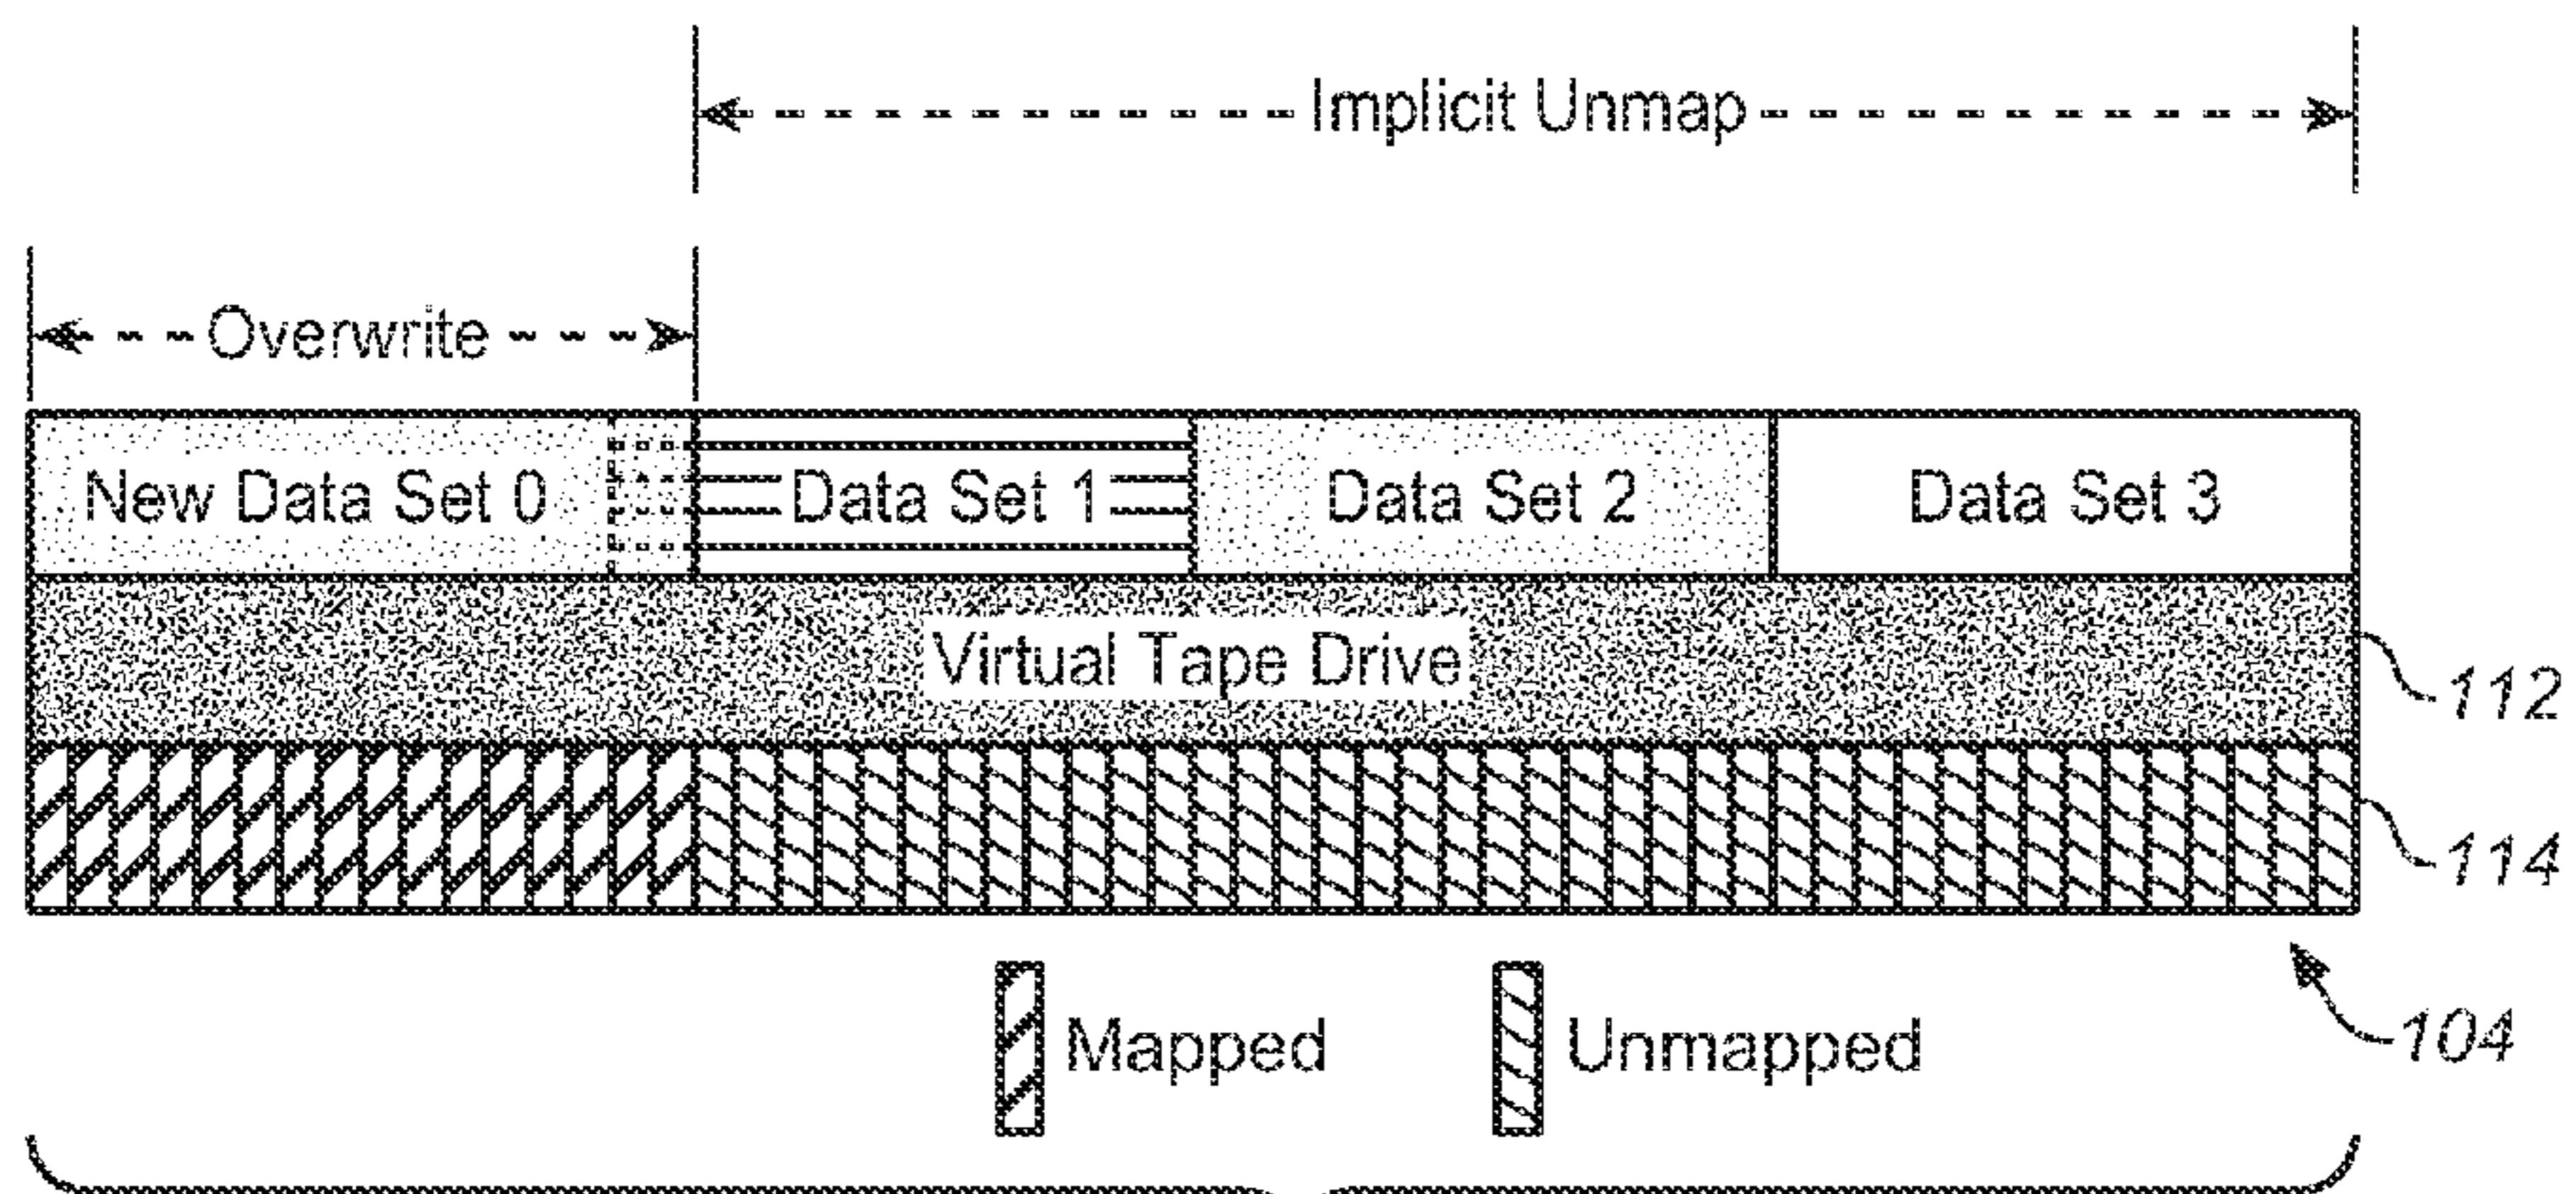 Implicit Unmap
Overwrite
New Data Set 0 Data Set 1 Data Set 2 Data Set 3
Virtual Tape Drive
112
114
Mapped Unmapped
104